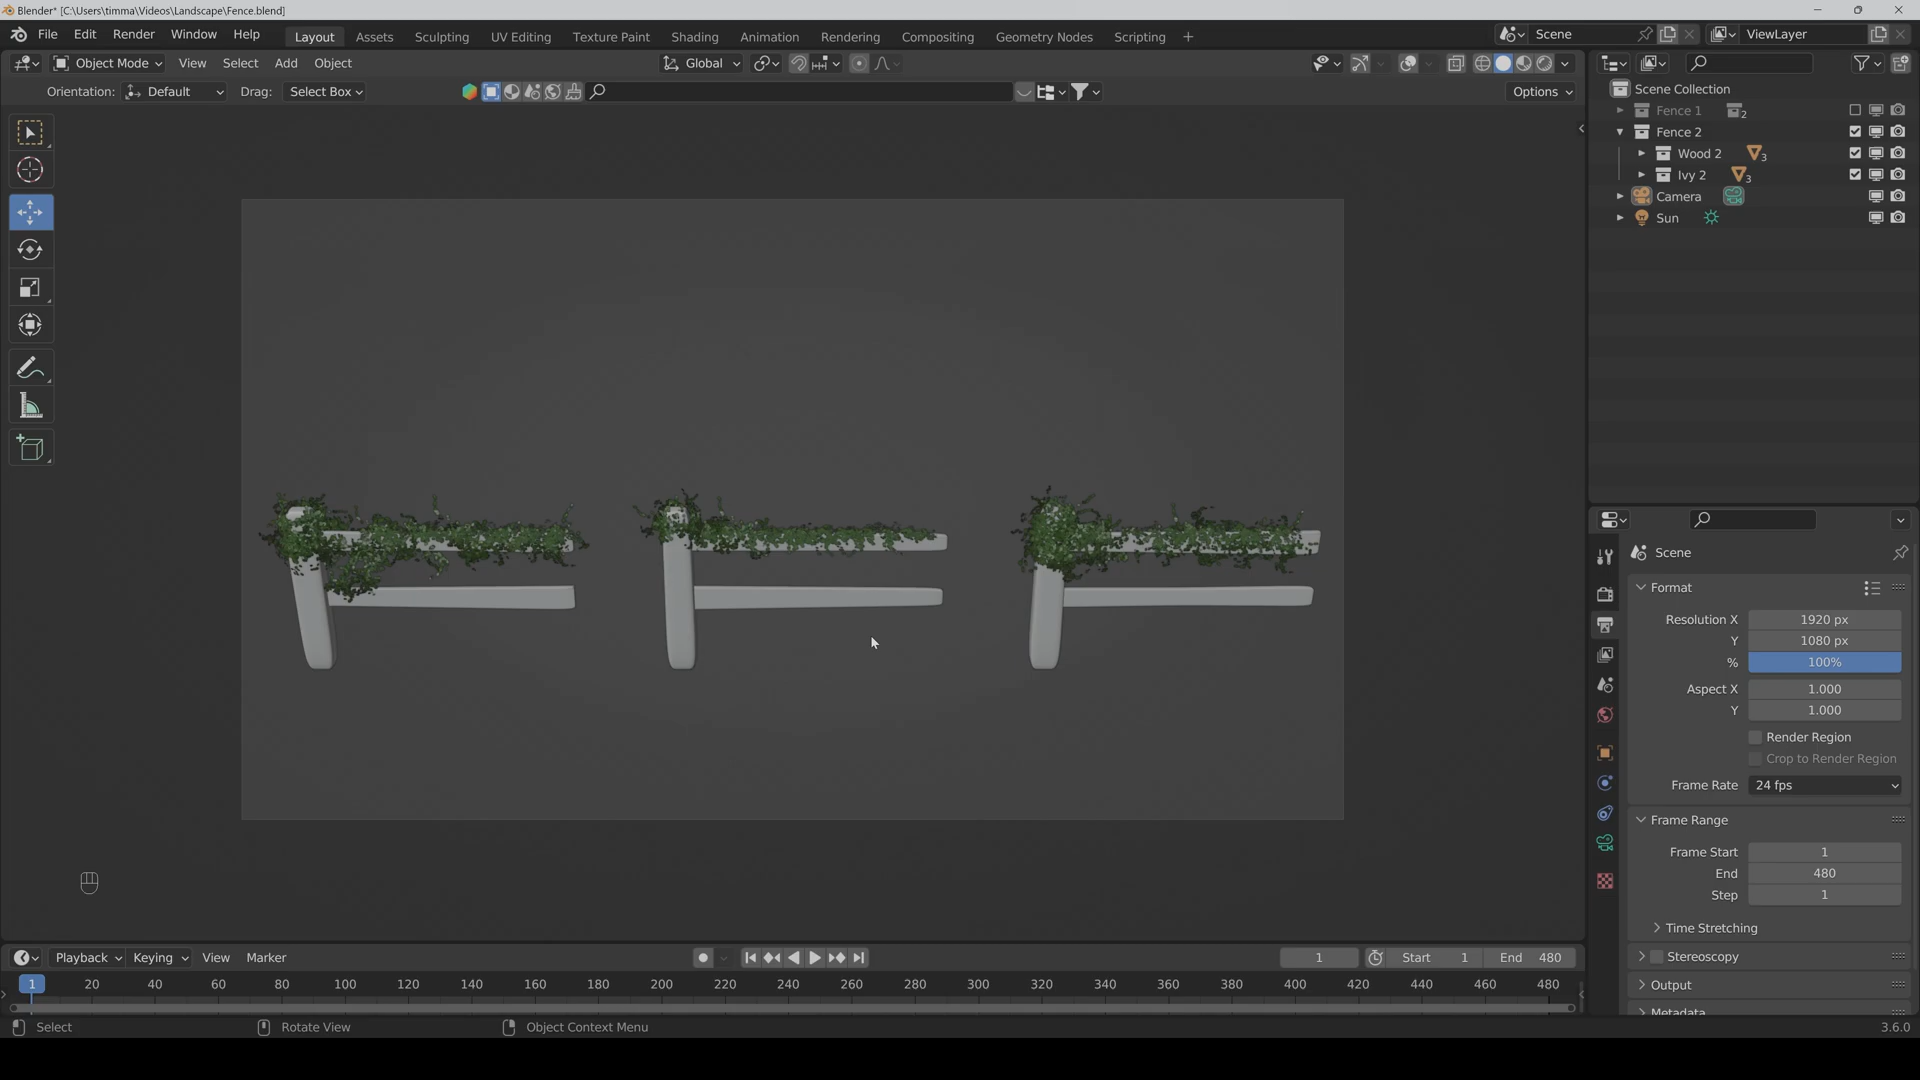 Blender* [C:\Users\timma\Videos\Landscape\Fence.blend]
File Edit Render Window Help Layout Assets Sculpting UV Editing Texture Paint Shading Animation Rendering Compositing Geometry Nodes Scripting + Scene ViewLayer
Object Mode View Select Add Object Global
Orientation: Default Drag: Select Box Options
Scene Collection
Fence 1 2
Fence 2
Wood 2 3
Ivy 2 3
Camera
Sun
Scene
Format
Resolution X 1920 px
Y 1080 px
% 100%
Aspect X 1.000
Y 1.000
Render Region
Crop to Render Region
Frame Rate 24 fps
Frame Range
Frame Start 1
End 480
Step 1
Time Stretching
Stereoscopy
Output
Metadata
Playback Keying View Marker 1 Start 1 End 480
1 20 40 60 80 100 120 140 160 180 200 220 240 260 280 300 320 340 360 380 400 420 440 460 480
Select Rotate View Object Context Menu 3.6.0